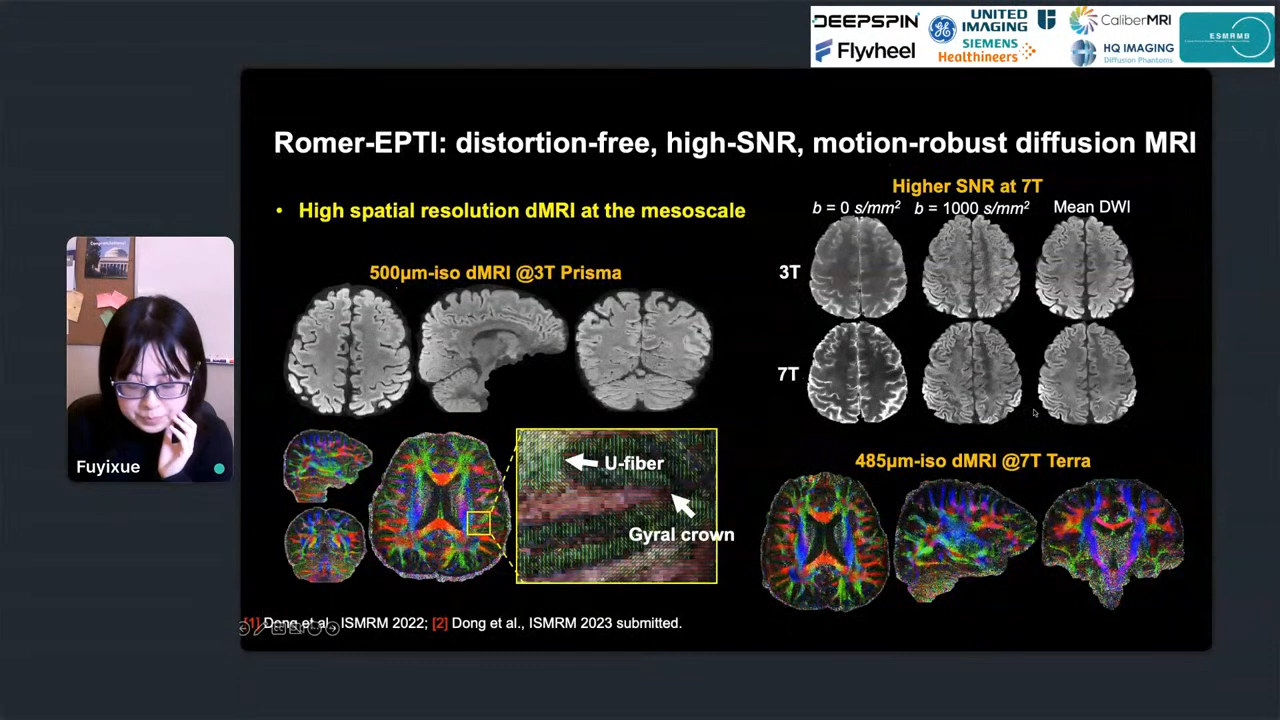 DEEPSPIN
UNITED
IMAGING
CaliberMRI
ESMRMB
Flywheel
SIEMENS
Healthineers
HQ IMAGING
Diffusion Phantoms
Romer-EPTI: distortion-free, high-SNR, motion-robust diffusion MRI
• High spatial resolution dMRI at the mesoscale
Higher SNR at 7T
b = 0 s/mm² b = 1000 s/mm² Mean DWI
3T
7T
500µm-iso dMRI @3T Prisma
U-fiber
Gyral crown
485µm-iso dMRI @7T Terra
[1] Dong et al., ISMRM 2022; [2] Dong et al., ISMRM 2023 submitted.
Congratulations!
Fuyixue